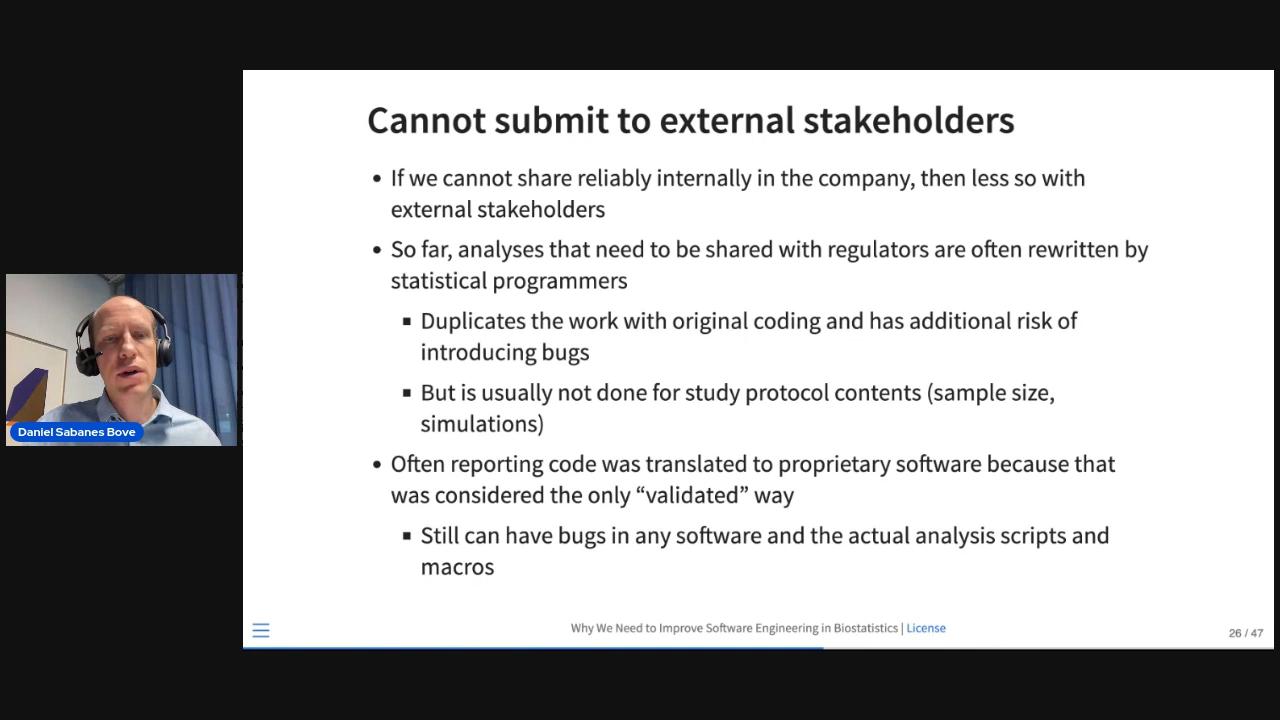 Cannot submit to external stakeholders
If we cannot share reliably internally in the company, then less so with
external stakeholders
So far, analyses that need to be shared with regulators are often rewritten by
statistical programmers
Duplicates the work with original coding and has additional risk of
introducing bugs
But is usually not done for study protocol contents (sample size,
simulations)
Often reporting code was translated to proprietary software because that
was considered the only “validated” way
Still can have bugs in any software and the actual analysis scripts and
macros
Daniel Sabanes Bove
Why We Need to Improve Software Engineering in Biostatistics | License
26 / 47